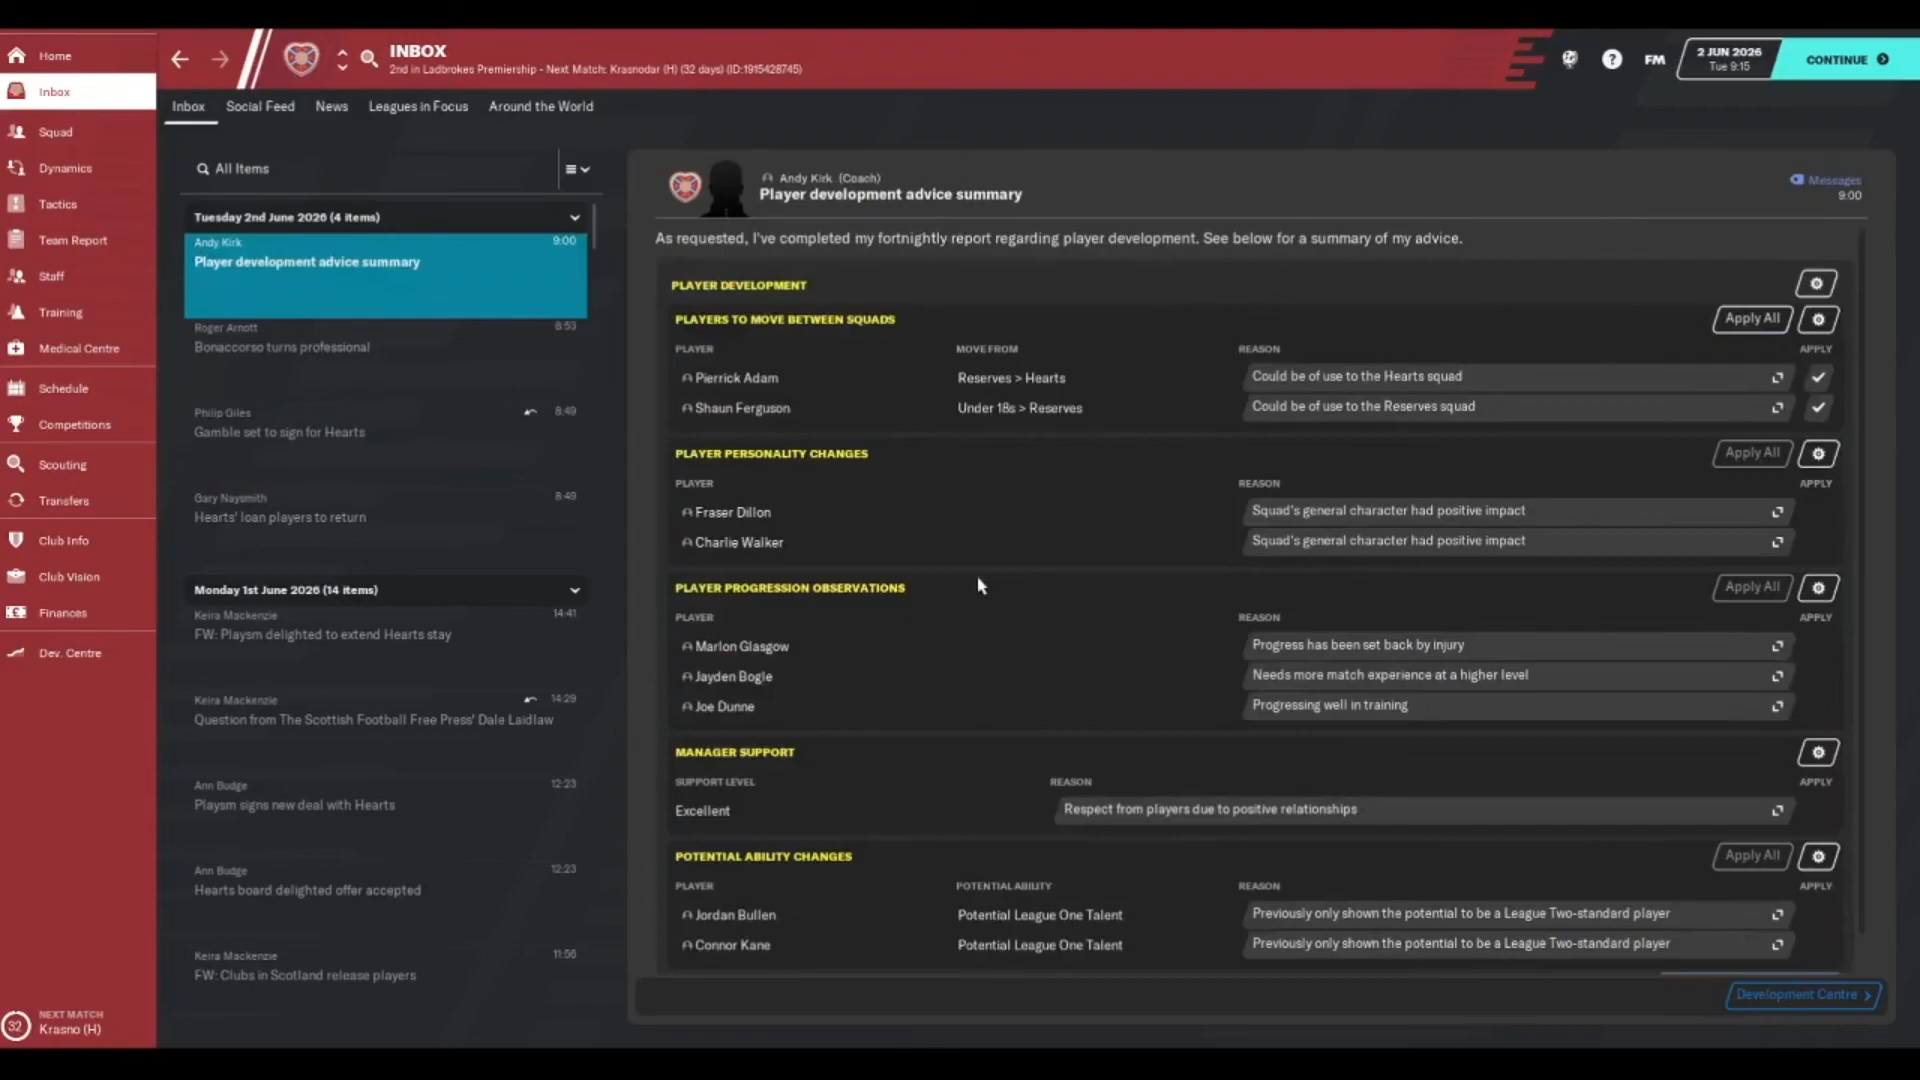 Home
Inbox
Squad
Dynamics
Tactics
Team Report
Staff
Training
Medical Centre
Schedule
Competitions
Scouting
Transfers
Club Info
Club Vision
Finances
Dev. Centre
32
NEXT MATCH
Krasno (H)
INBOX
2nd in Ladbrokes Premiership - Next Match: Krasnodar (H) (32 days) (ID:1915428745)
?
FM
2 JUN 2026
Tue 9:15
CONTINUE
Inbox Social Feed News Leagues in Focus Around the World
All Items
Tuesday 2nd June 2026 (4 items)
Andy Kirk 9:00
Player development advice summary
Roger Arnott 8:53
Bonaccorso turns professional
Philip Giles 8:49
Gamble set to sign for Hearts
Gary Naysmith 8:49
Hearts' loan players to return
Monday 1st June 2026 (14 items)
Keira Mackenzie 14:41
FW: Playsm delighted to extend Hearts stay
Keira Mackenzie 14:29
Question from The Scottish Football Free Press' Dale Laidlaw
Ann Budge 12:23
Playsm signs new deal with Hearts
Ann Budge 12:23
Hearts board delighted offer accepted
Keira Mackenzie 11:56
FW: Clubs in Scotland release players
Andy Kirk (Coach)
Player development advice summary
Messages
9:00
As requested, I've completed my fortnightly report regarding player development. See below for a summary of my advice.
PLAYER DEVELOPMENT
PLAYERS TO MOVE BETWEEN SQUADS Apply All
PLAYER MOVE FROM REASON APPLY
Pierrick Adam Reserves > Hearts Could be of use to the Hearts squad
Shaun Ferguson Under 18s > Reserves Could be of use to the Reserves squad
PLAYER PERSONALITY CHANGES Apply All
PLAYER REASON APPLY
Fraser Dillon Squad's general character had positive impact
Charlie Walker Squad's general character had positive impact
PLAYER PROGRESSION OBSERVATIONS Apply All
PLAYER REASON APPLY
Marlon Glasgow Progress has been set back by injury
Jayden Bogle Needs more match experience at a higher level
Joe Dunne Progressing well in training
MANAGER SUPPORT
SUPPORT LEVEL REASON APPLY
Excellent Respect from players due to positive relationships
POTENTIAL ABILITY CHANGES Apply All
PLAYER POTENTIAL ABILITY REASON APPLY
Jordan Bullen Potential League One Talent Previously only shown the potential to be a League Two-standard player
Connor Kane Potential League One Talent Previously only shown the potential to be a League Two-standard player
Development Centre >